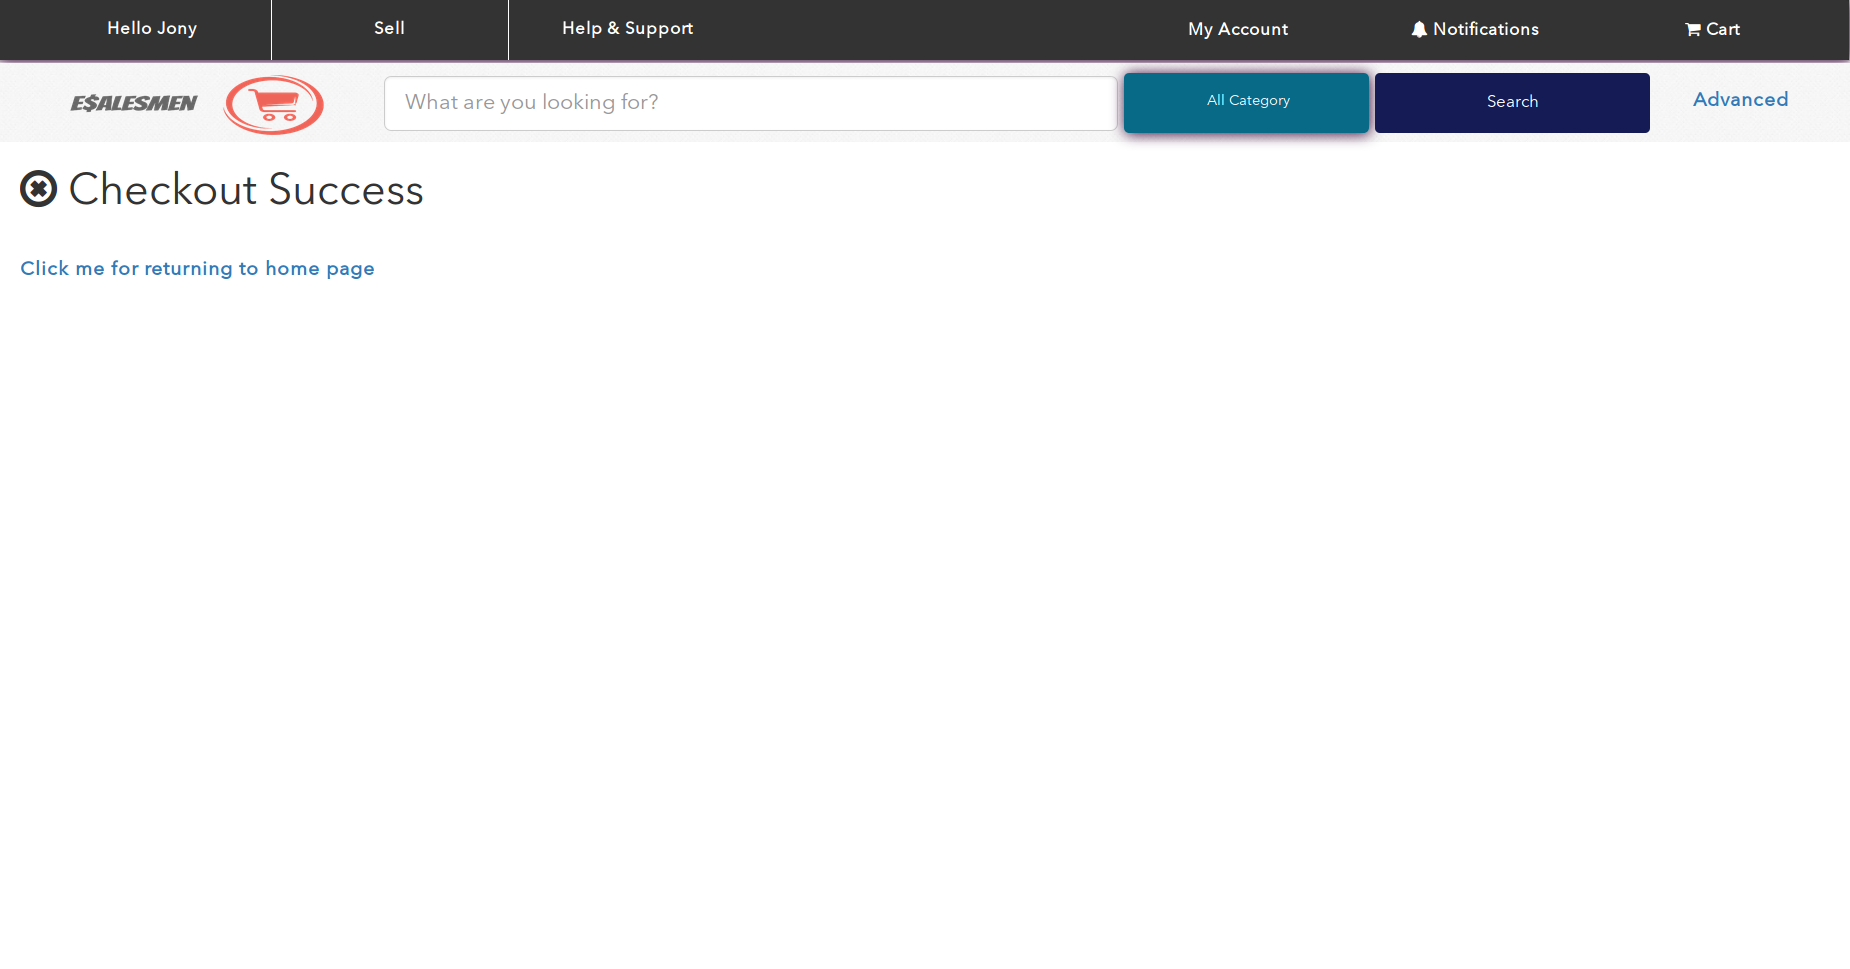 Hello Jony
Sell
Help & Support
My Account
Notifications
Cart
E$ALESMEN
What are you looking for?
All Category
Search
Advanced
Checkout Success
Click me for returning to home page